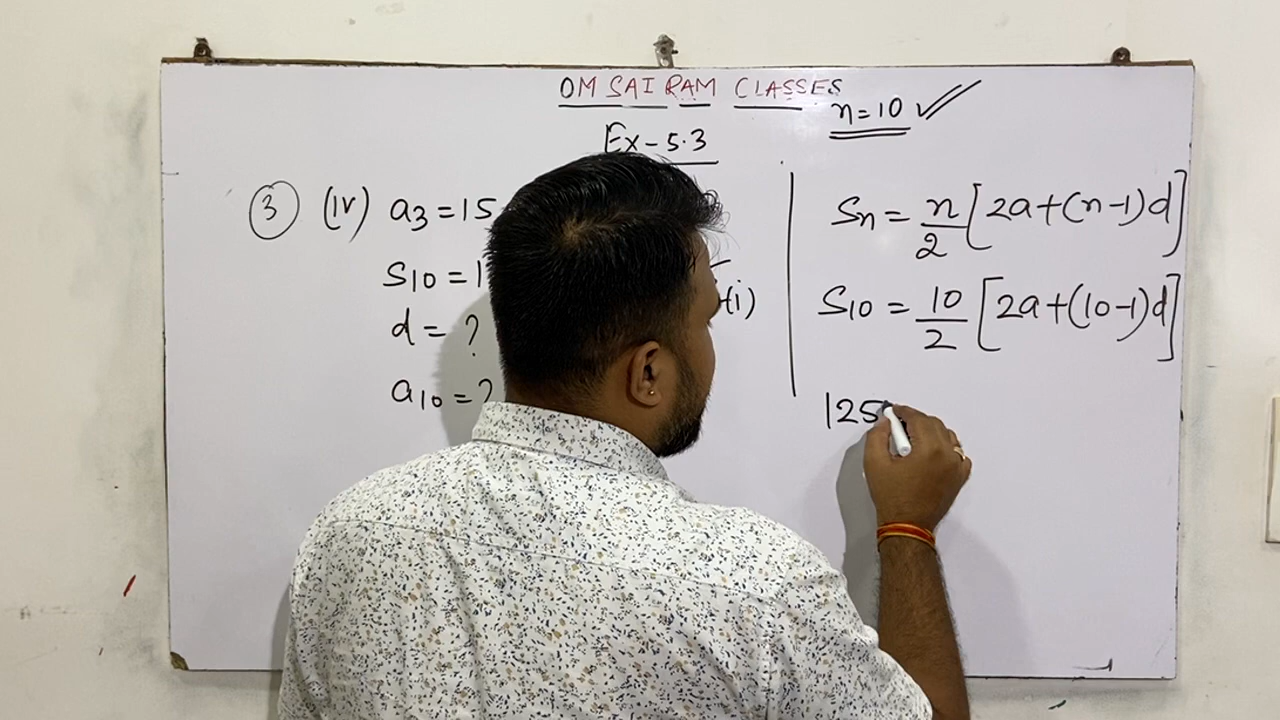 OM SAI RAM CLASSES
n=10 ✓
Ex-5.3
(3) (iv) a₃=15
S₁₀=1
d=?
a₁₀=?
(i)
Sₙ = n/2 [2a+(n-1)d]
S₁₀ = 10/2 [2a+(10-1)d]
125